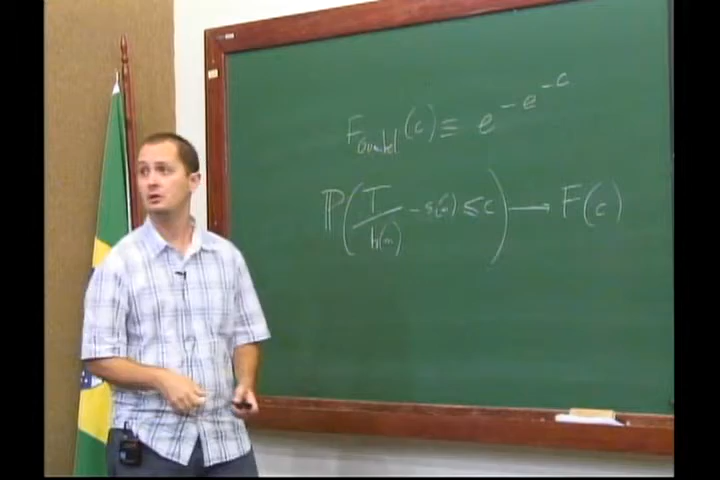 F_Gumbel(c) ≡ e^{-e^{-c}}
ℙ(T/h(n) - s(n) ≤ c) ⟶ F(c)